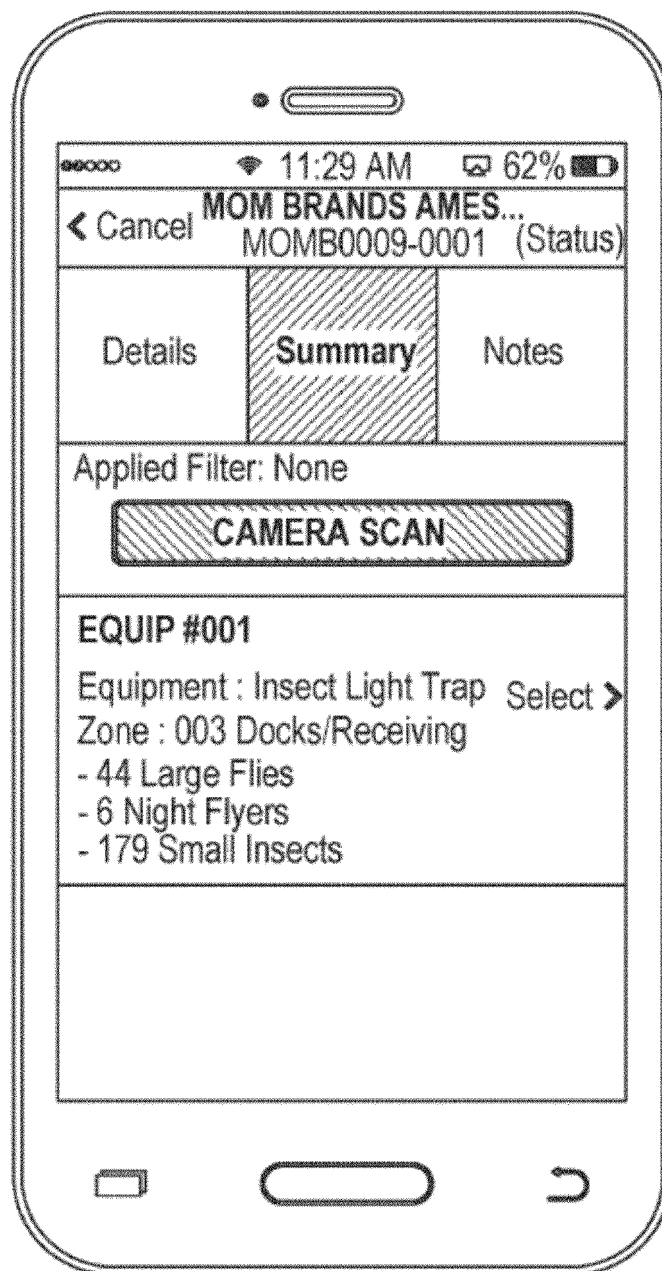 11:29 AM 62%
< Cancel MOM BRANDS AMES...
MOMB0009-0001 (Status)
Details Summary Notes
Applied Filter: None
CAMERA SCAN
EQUIP #001
Equipment : Insect Light Trap Select >
Zone : 003 Docks/Receiving
- 44 Large Flies
- 6 Night Flyers
- 179 Small Insects